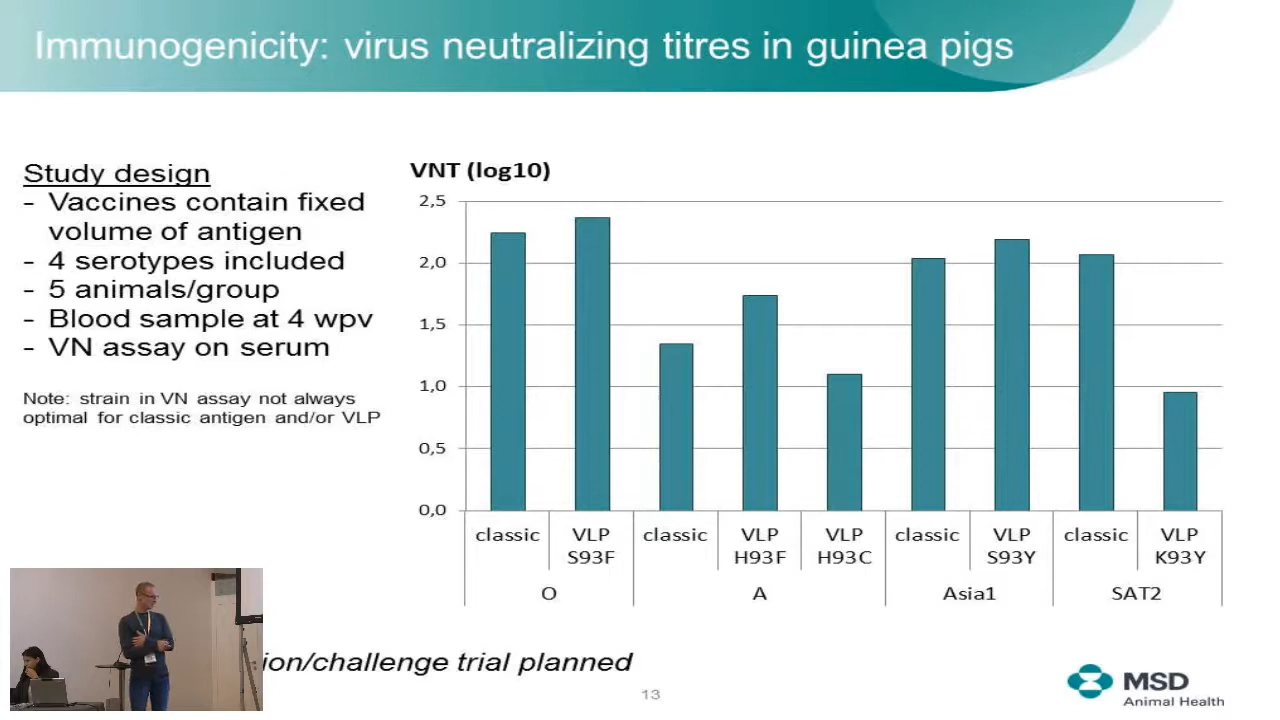 Immunogenicity: virus neutralizing titres in guinea pigs
Study design
- Vaccines contain fixed
volume of antigen
- 4 serotypes included
- 5 animals/group
- Blood sample at 4 wpv
- VN assay on serum
Note: strain in VN assay not always
optimal for classic antigen and/or VLP
VNT (log10)
2,5
2,0
1,5
1,0
0,5
0,0
classic VLP S93F classic VLP H93F VLP H93C classic VLP S93Y classic VLP K93Y
O A Asia1 SAT2
ion/challenge trial planned
13
MSD
Animal Health